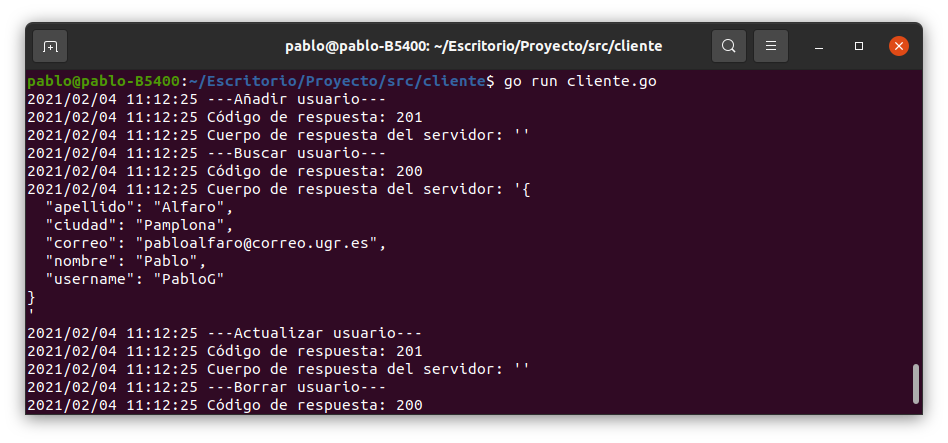 pablo@pablo-B5400: ~/Escritorio/Proyecto/src/cliente
pablo@pablo-B5400:~/Escritorio/Proyecto/src/cliente$ go run cliente.go
2021/02/04 11:12:25 ---Añadir usuario---
2021/02/04 11:12:25 Código de respuesta: 201
2021/02/04 11:12:25 Cuerpo de respuesta del servidor: ''
2021/02/04 11:12:25 ---Buscar usuario---
2021/02/04 11:12:25 Código de respuesta: 200
2021/02/04 11:12:25 Cuerpo de respuesta del servidor: '{
  "apellido": "Alfaro",
  "ciudad": "Pamplona",
  "correo": "pabloalfaro@correo.ugr.es",
  "nombre": "Pablo",
  "username": "PabloG"
}
'
2021/02/04 11:12:25 ---Actualizar usuario---
2021/02/04 11:12:25 Código de respuesta: 201
2021/02/04 11:12:25 Cuerpo de respuesta del servidor: ''
2021/02/04 11:12:25 ---Borrar usuario---
2021/02/04 11:12:25 Código de respuesta: 200